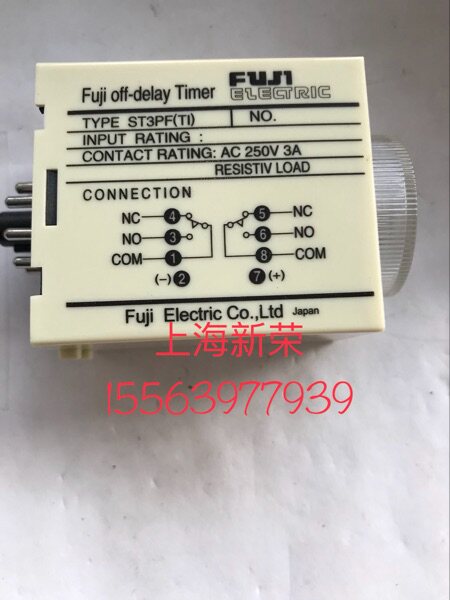 Fuji off-delay Timer FUJI ELECTRIC
TYPE ST3PF(TI) NO.
INPUT RATING :
CONTACT RATING: AC 250V 3A
RESISTIV LOAD
CONNECTION
NC 4 5 NC
NO 3 6 NO
COM 1 8 COM
(-) 2 7 (+)
Fuji Electric Co.,Ltd Japan
上海新荣
15563977939